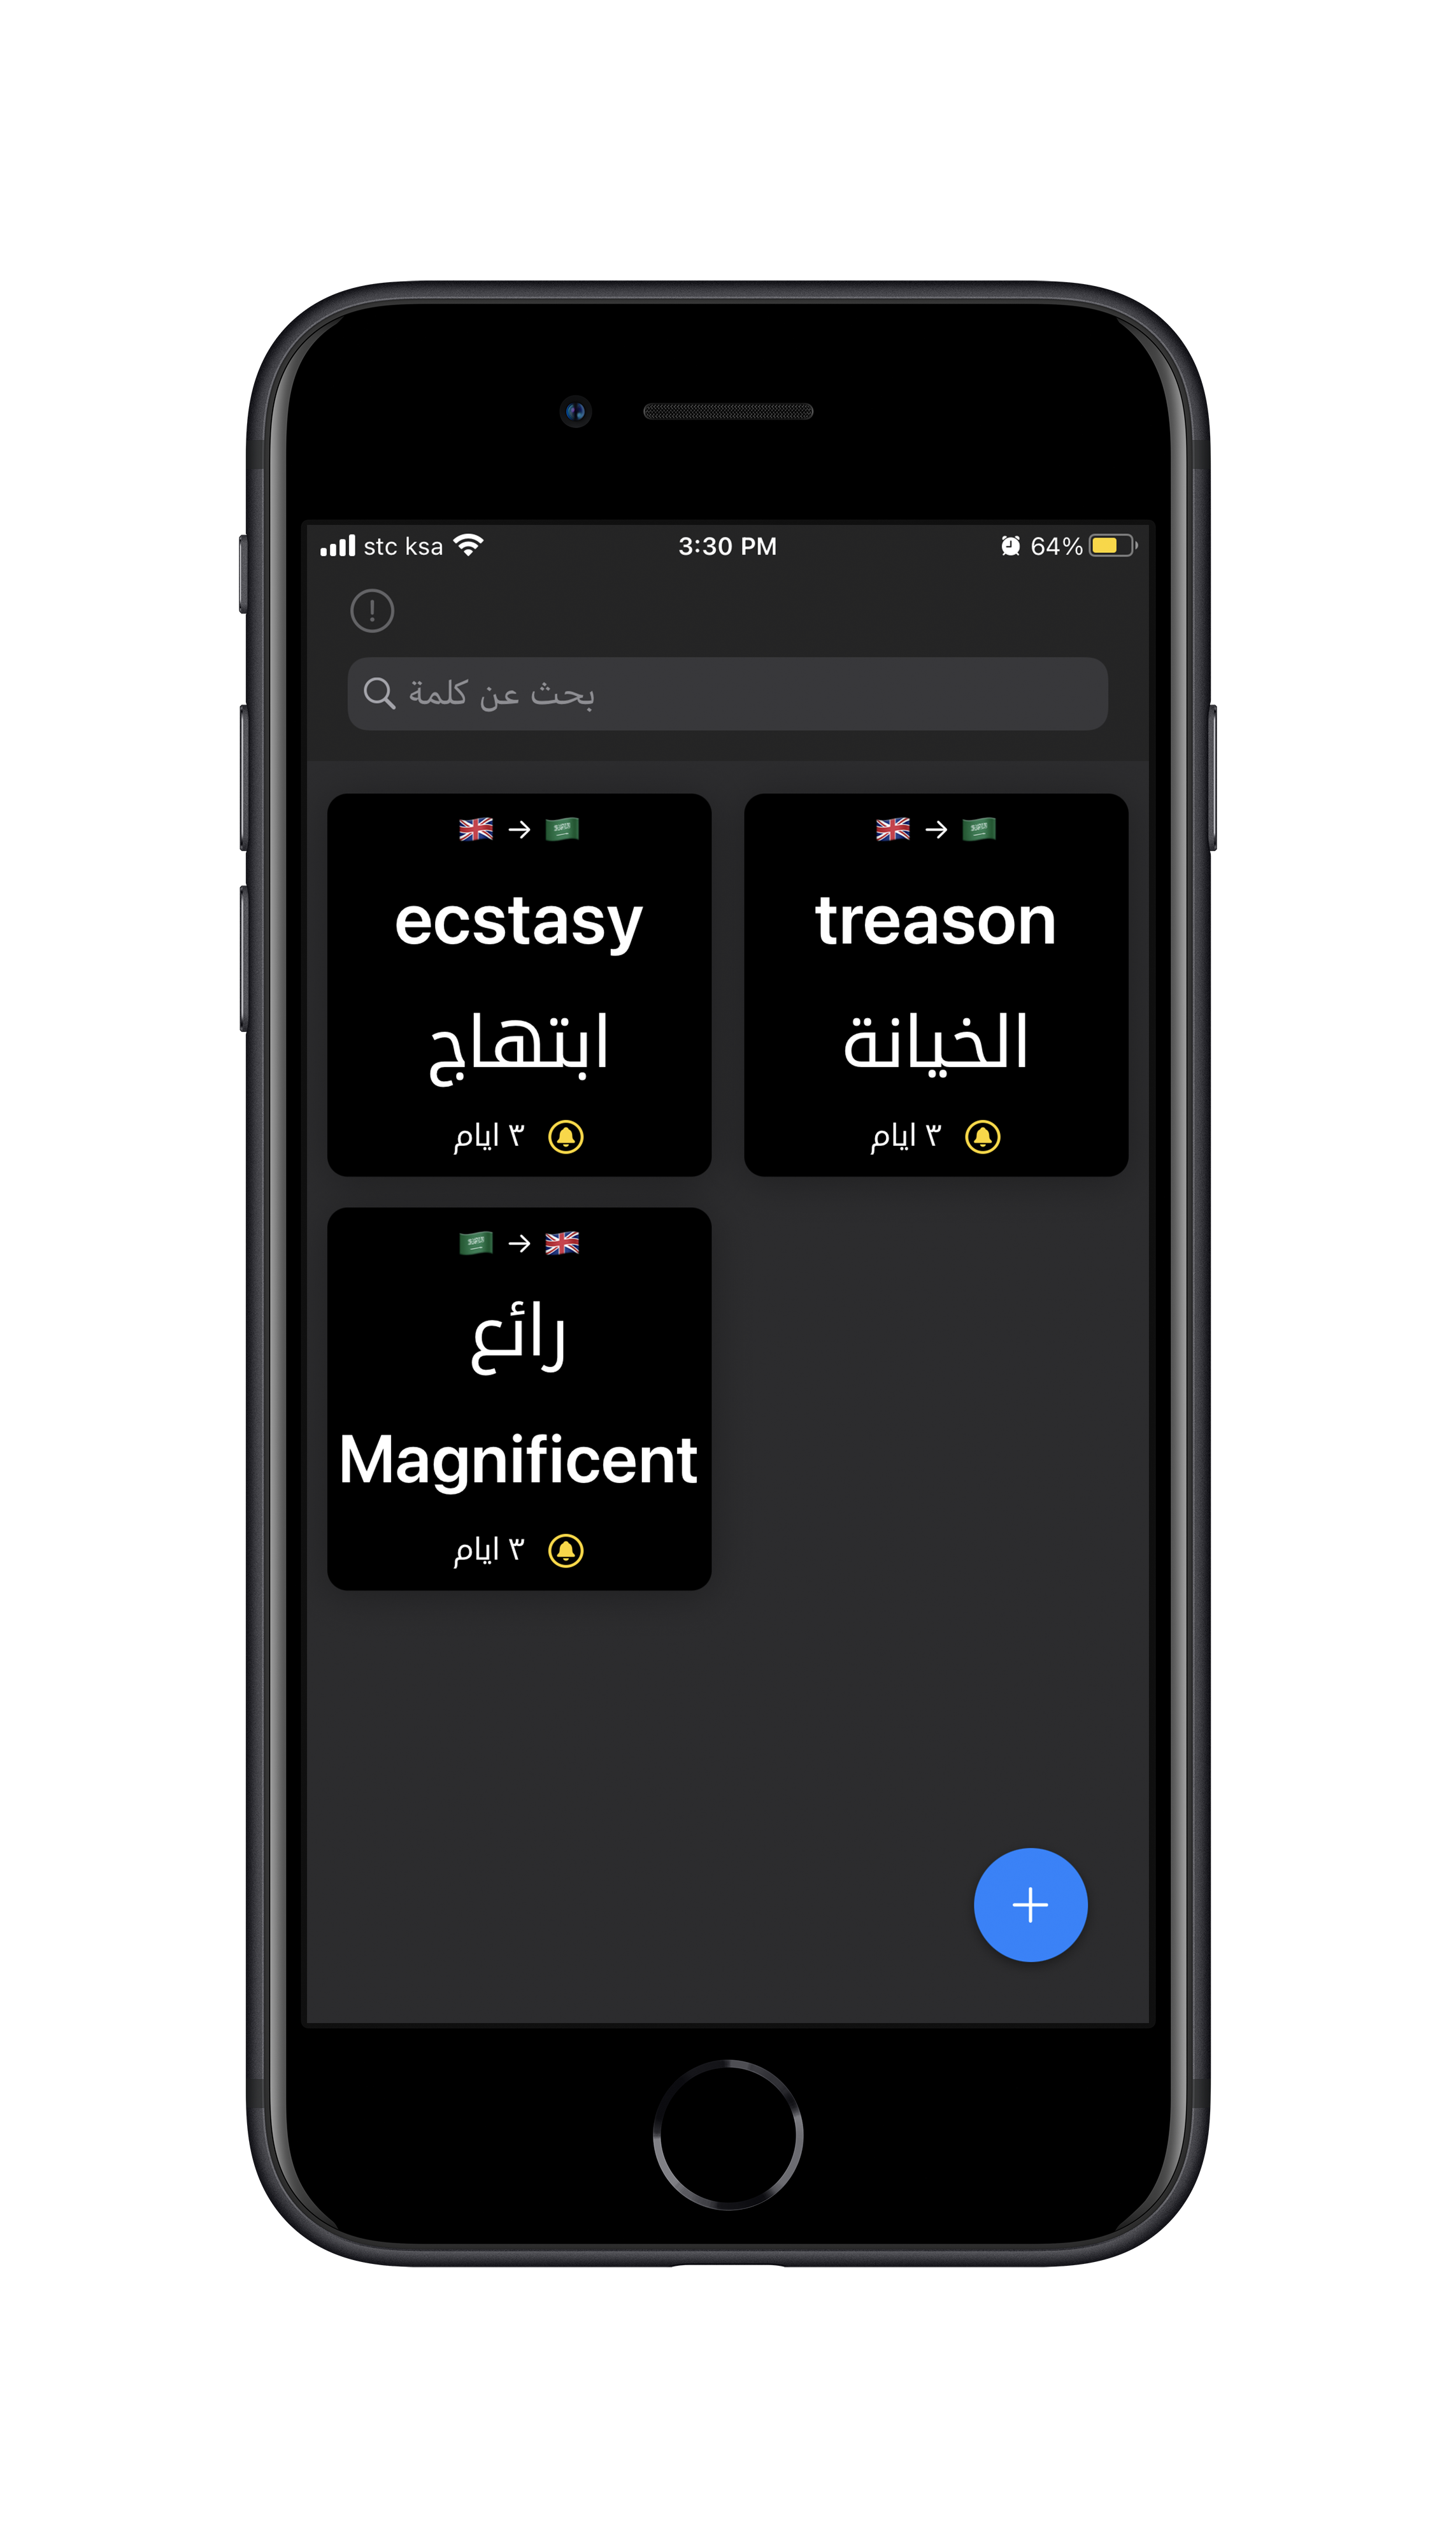 stc ksa 3:30 PM 64%
بحث عن كلمة
ecstasy
ابتهاج
٣ ايام
treason
الخيانة
٣ ايام
رائع
Magnificent
٣ ايام